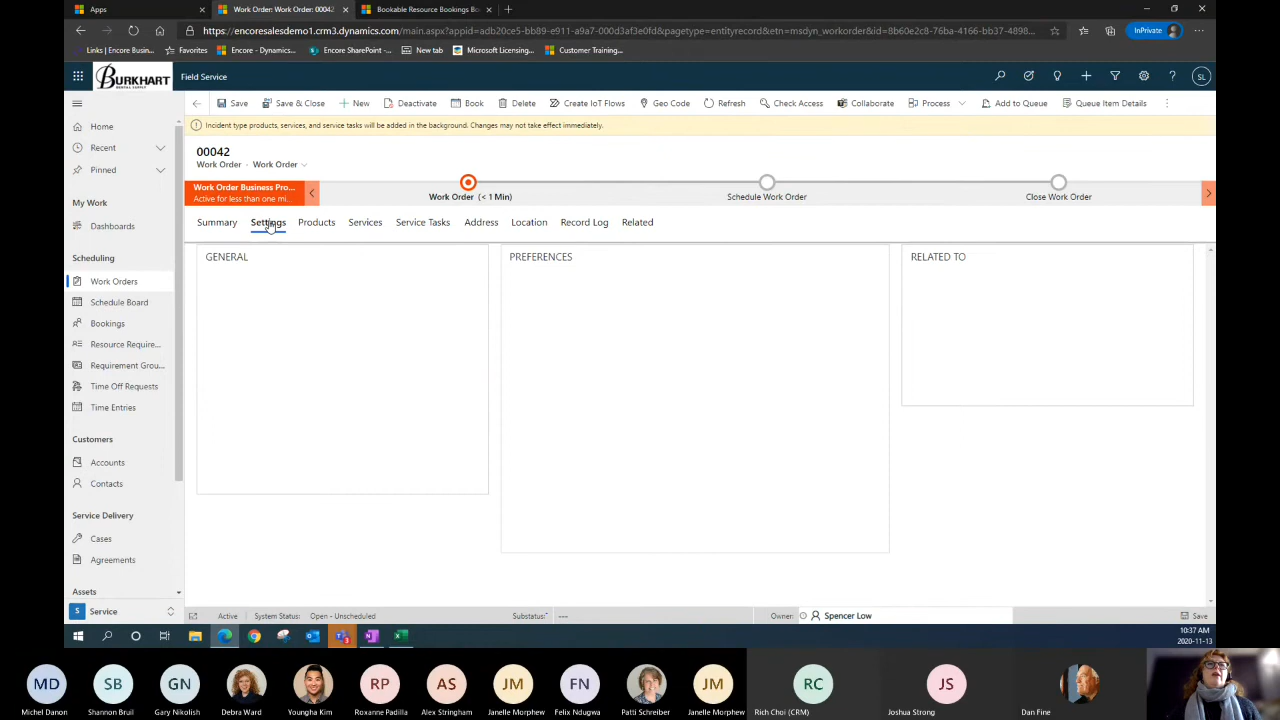 Apps
Work Order: Work Order: 00042
Bookable Resource Bookings Bo
https://encoresalesdemo1.crm3.dynamics.com/main.aspx?appid=adb20ce5-bb89-e911-a9a7-000d3af3e0fd&pagetype=entityrecord&etn=msdyn_workorder&id=8b60e2c8-76ba-4166-bb37-4898...
InPrivate
Links | Encore Busin...
Favorites
Encore - Dynamics...
Encore SharePoint -...
New tab
Microsoft Licensing...
Customer Training...
BURKHART
DENTAL SUPPLY
Field Service
SL
Save
Save & Close
New
Deactivate
Book
Delete
Create IoT Flows
Geo Code
Refresh
Check Access
Collaborate
Process
Add to Queue
Queue Item Details
Incident type products, services, and service tasks will be added in the background. Changes may not take effect immediately.
00042
Work Order · Work Order
Work Order Business Pro...
Active for less than one mi...
Work Order (< 1 Min)
Schedule Work Order
Close Work Order
Summary
Settings
Products
Services
Service Tasks
Address
Location
Record Log
Related
GENERAL
PREFERENCES
RELATED TO
Home
Recent
Pinned
My Work
Dashboards
Scheduling
Work Orders
Schedule Board
Bookings
Resource Require...
Requirement Grou...
Time Off Requests
Time Entries
Customers
Accounts
Contacts
Service Delivery
Cases
Agreements
Assets
S
Service
Active
System Status: Open - Unscheduled
Substatus:* ---
Owner:
Spencer Low
Save
10:37 AM
2020-11-13
MD
SB
GN
RP
AS
JM
FN
JM
RC
JS
Michel Danon
Shannon Bruil
Gary Nikolish
Debra Ward
Youngha Kim
Roxanne Padilla
Alex Stringham
Janelle Morphew
Felix Ndugwa
Patti Schreiber
Janelle Morphew
Rich Choi (CRM)
Joshua Strong
Dan Fine